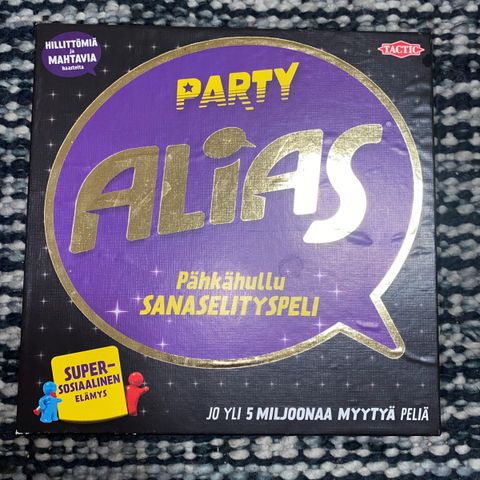 HILLITTÖMIÄ
ja
MAHTAVIA
haasteita
TACTIC
PARTY
ALiAS®
Pähkähullu
SANASELITYSPELI
SUPER-
SOSIAALINEN
ELÄMYS
JO YLI 5 MILJOONAA MYYTYÄ PELIÄ